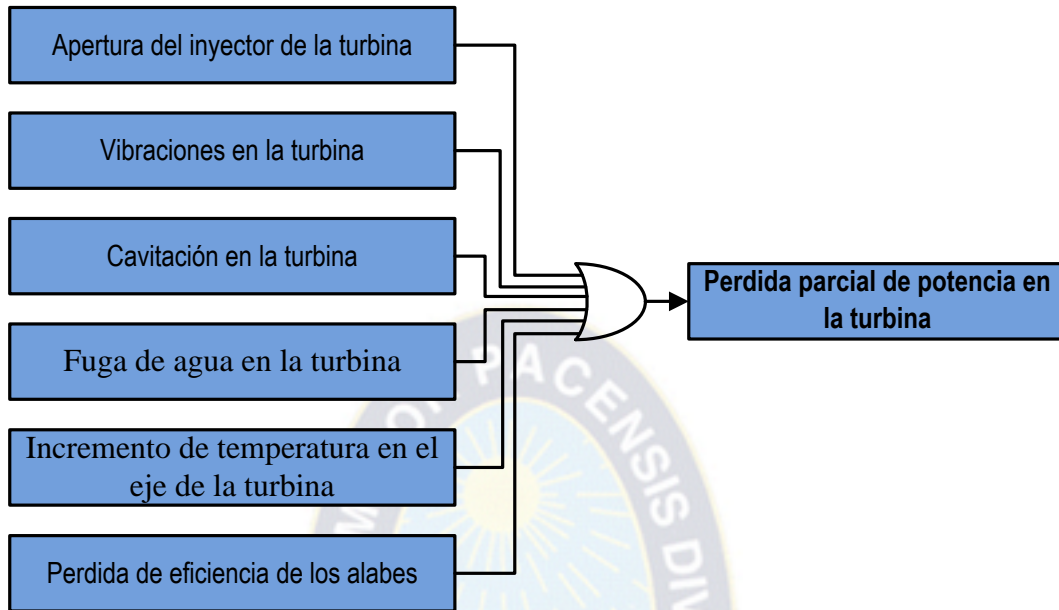 Apertura del inyector de la turbina
Vibraciones en la turbina
Cavitación en la turbina
Fuga de agua en la turbina
Incremento de temperatura en el
eje de la turbina
Perdida de eficiencia de los alabes
Perdida parcial de potencia en
la turbina
PACENSIS DIV